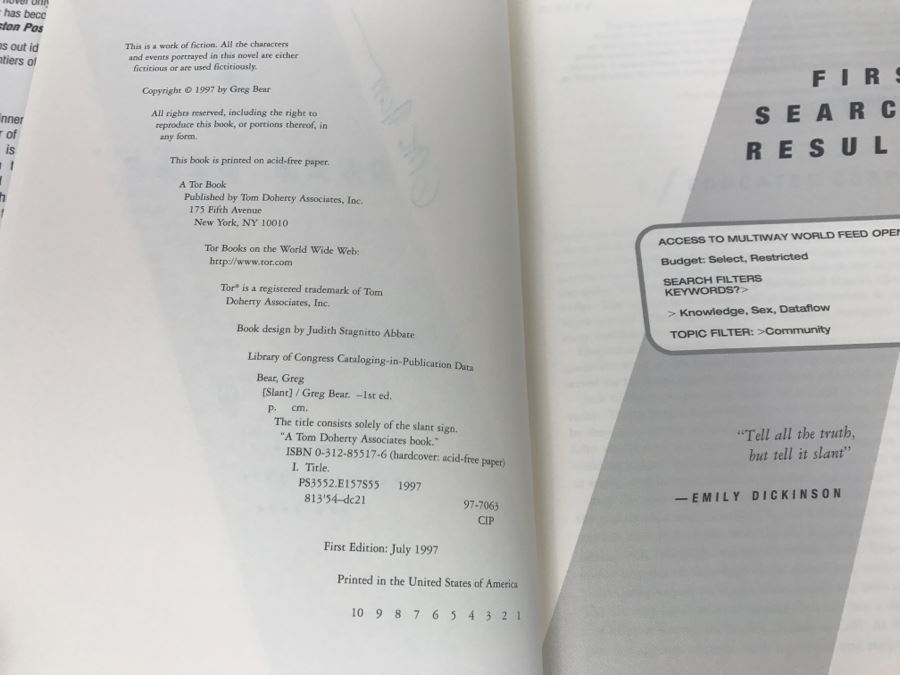 has beco
ston Pos
s out id
ntiers of
inner
r of
is
This is a work of fiction. All the characters
and events portrayed in this novel are either
fictitious or are used fictitiously.
Copyright © 1997 by Greg Bear
All rights reserved, including the right to
reproduce this book, or portions thereof, in
any form.
This book is printed on acid-free paper.
A Tor Book
Published by Tom Doherty Associates, Inc.
175 Fifth Avenue
New York, NY 10010
Tor Books on the World Wide Web:
http://www.tor.com
Tor® is a registered trademark of Tom
Doherty Associates, Inc.
Book design by Judith Stagnitto Abbate
Library of Congress Cataloging-in-Publication Data
Bear, Greg
[Slant] / Greg Bear. —1st ed.
p. cm.
The title consists solely of the slant sign.
"A Tom Doherty Associates book."
ISBN 0-312-85517-6 (hardcover: acid-free paper)
I. Title.
PS3552.E157S55 1997
813'54—dc21
97-7063
CIP
First Edition: July 1997
Printed in the United States of America
10 9 8 7 6 5 4 3 2 1
FIRS
SEARC
RESUL
ACCESS TO MULTIWAY WORLD FEED OPEN
Budget: Select, Restricted
SEARCH FILTERS
KEYWORDS?>
> Knowledge, Sex, Dataflow
TOPIC FILTER: >Community
"Tell all the truth,
but tell it slant"
—EMILY DICKINSON